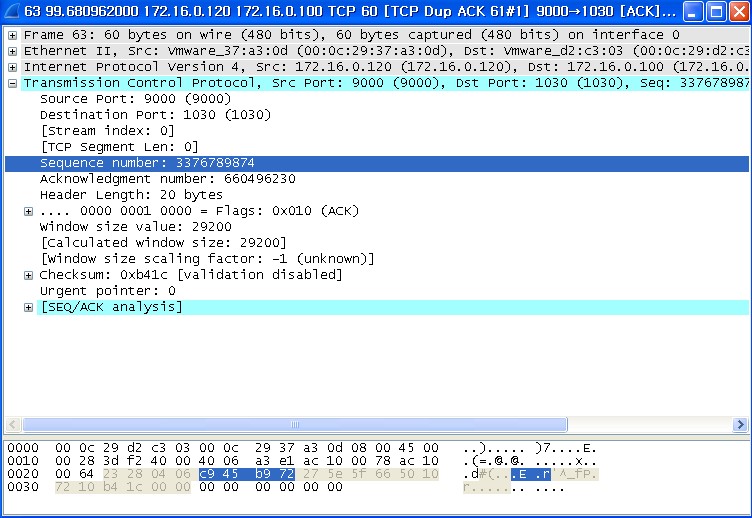 63 99.680962000 172.16.0.120 172.16.0.100 TCP 60 [TCP Dup ACK 61#1] 9000→1030 [ACK]...
Frame 63: 60 bytes on wire (480 bits), 60 bytes captured (480 bits) on interface 0
Ethernet II, Src: Vmware_37:a3:0d (00:0c:29:37:a3:0d), Dst: Vmware_d2:c3:03 (00:0c:29:d2:c3
Internet Protocol Version 4, Src: 172.16.0.120 (172.16.0.120), Dst: 172.16.0.100 (172.16.0.
Transmission Control Protocol, Src Port: 9000 (9000), Dst Port: 1030 (1030), Seq: 337678987
Source Port: 9000 (9000)
Destination Port: 1030 (1030)
[Stream index: 0]
[TCP Segment Len: 0]
Sequence number: 3376789874
Acknowledgment number: 660496230
Header Length: 20 bytes
.... 0000 0001 0000 = Flags: 0x010 (ACK)
Window size value: 29200
[Calculated window size: 29200]
[Window size scaling factor: -1 (unknown)]
Checksum: 0xb41c [validation disabled]
Urgent pointer: 0
[SEQ/ACK analysis]
0000 00 0c 29 d2 c3 03 00 0c 29 37 a3 0d 08 00 45 00 ..)..... )7....E.
0010 00 28 3d f2 40 00 40 06 a3 e1 ac 10 00 78 ac 10 .(=.@.@. .....x..
0020 00 64 23 28 04 06 c9 45 b9 72 27 5e 5f 66 50 10 .d#(...E .r'^_fP.
0030 72 10 b4 1c 00 00 00 00 00 00 00 00 r....... ....